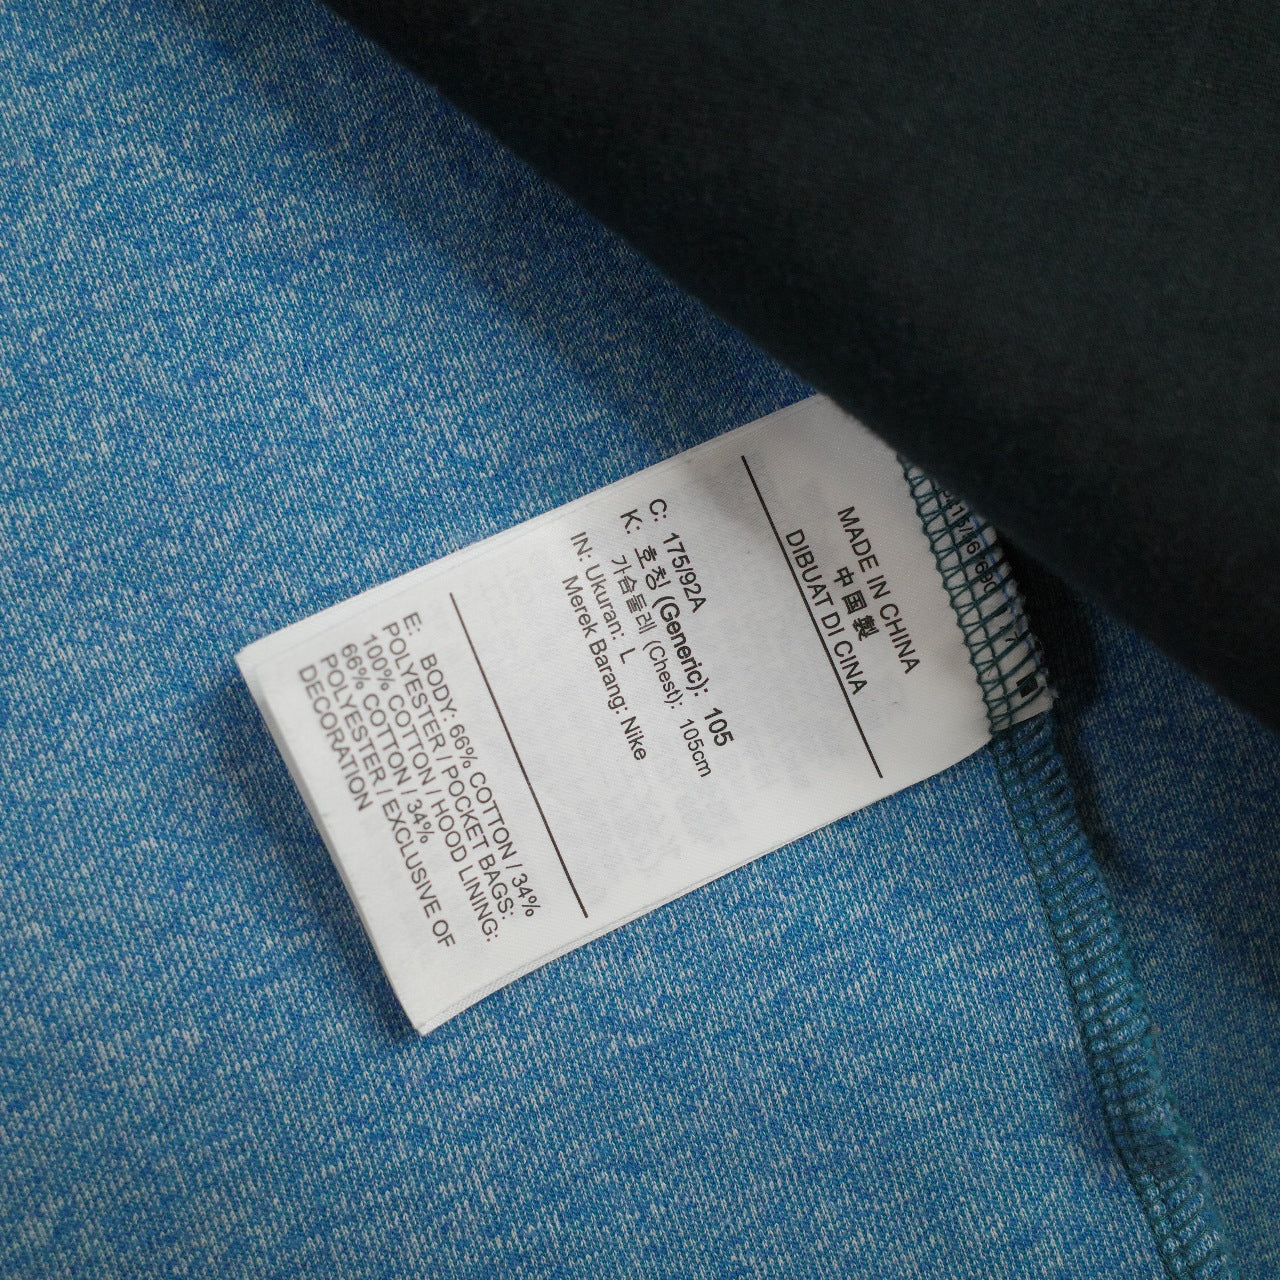 MADE IN CHINA
中国製
DIBUAT DI CINA
C: 175/92A
K: 호칭 (Generic): 105
가슴둘레 (Chest): 105cm
IN: Ukuran: L
Merek Barang: Nike
E: BODY: 66% COTTON / 34%
POLYESTER / POCKET BAGS:
100% COTTON / HOOD LINING:
66% COTTON / 34%
POLYESTER / EXCLUSIVE OF
DECORATION